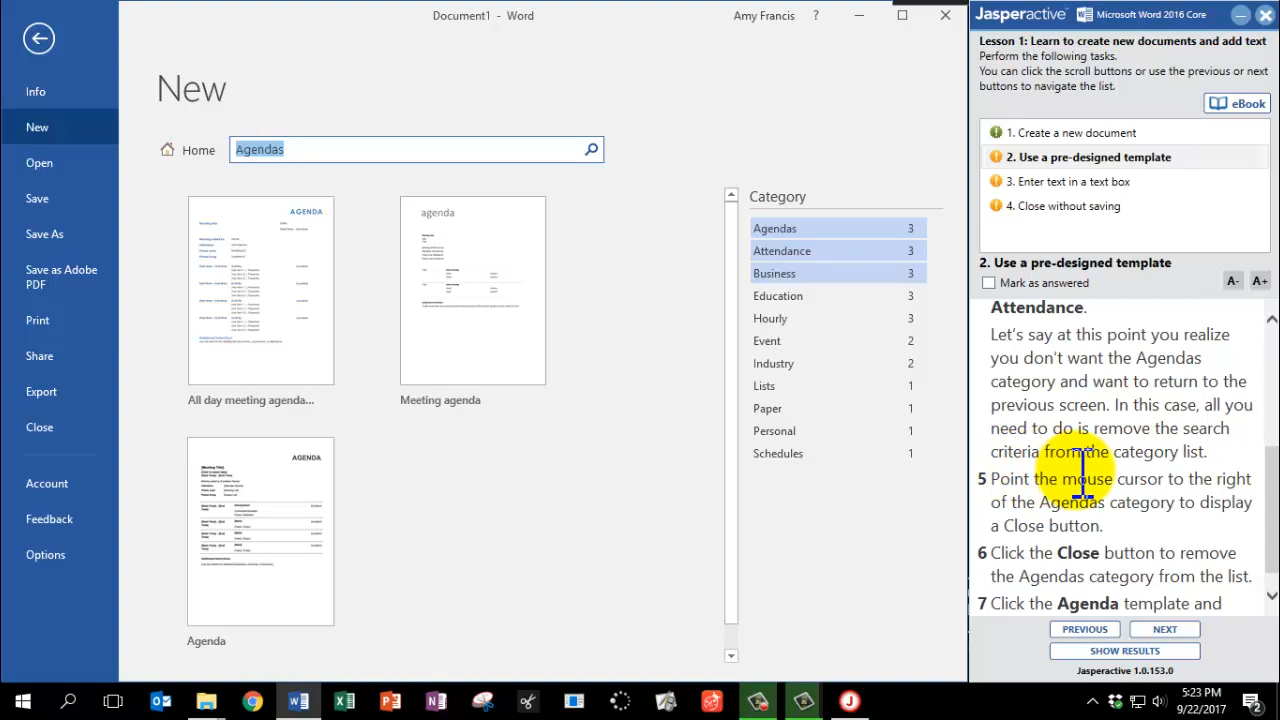 Document1 - Word
Amy Francis
?
Info
New
Open
Save
Save As
Save as Adobe
PDF
Print
Share
Export
Close
Account
Feedback
Options
New
Home
Agendas
AGENDA
All day meeting agenda...
agenda
Meeting agenda
AGENDA
Agenda
Category
Agendas 3
Attendance
Business 3
Education 3
Hourly 3
Event 2
Industry 2
Lists 1
Paper 1
Personal 1
Schedules 1
Jasperactive Microsoft Word 2016 Core
Lesson 1: Learn to create new documents and add text
Perform the following tasks.
You can click the scroll buttons or use the previous or next
buttons to navigate the list.
eBook
1. Create a new document
2. Use a pre-designed template
3. Enter text in a text box
4. Close without saving
2. Use a pre-designed template
Mark as answered
A- A+
Attendance.
Let's say at this point you realize
you don't want the Agendas
category and want to return to the
previous screen. In this case, all you
need to do is remove the search
criteria from the category list.
5 Point the cursor to the right
of the Agendas category to display
a Close button.
6 Click the Close button to remove
the Agendas category from the list.
7 Click the Agenda template and
PREVIOUS NEXT
SHOW RESULTS
Jasperactive 1.0.153.0
5:23 PM
9/22/2017
2